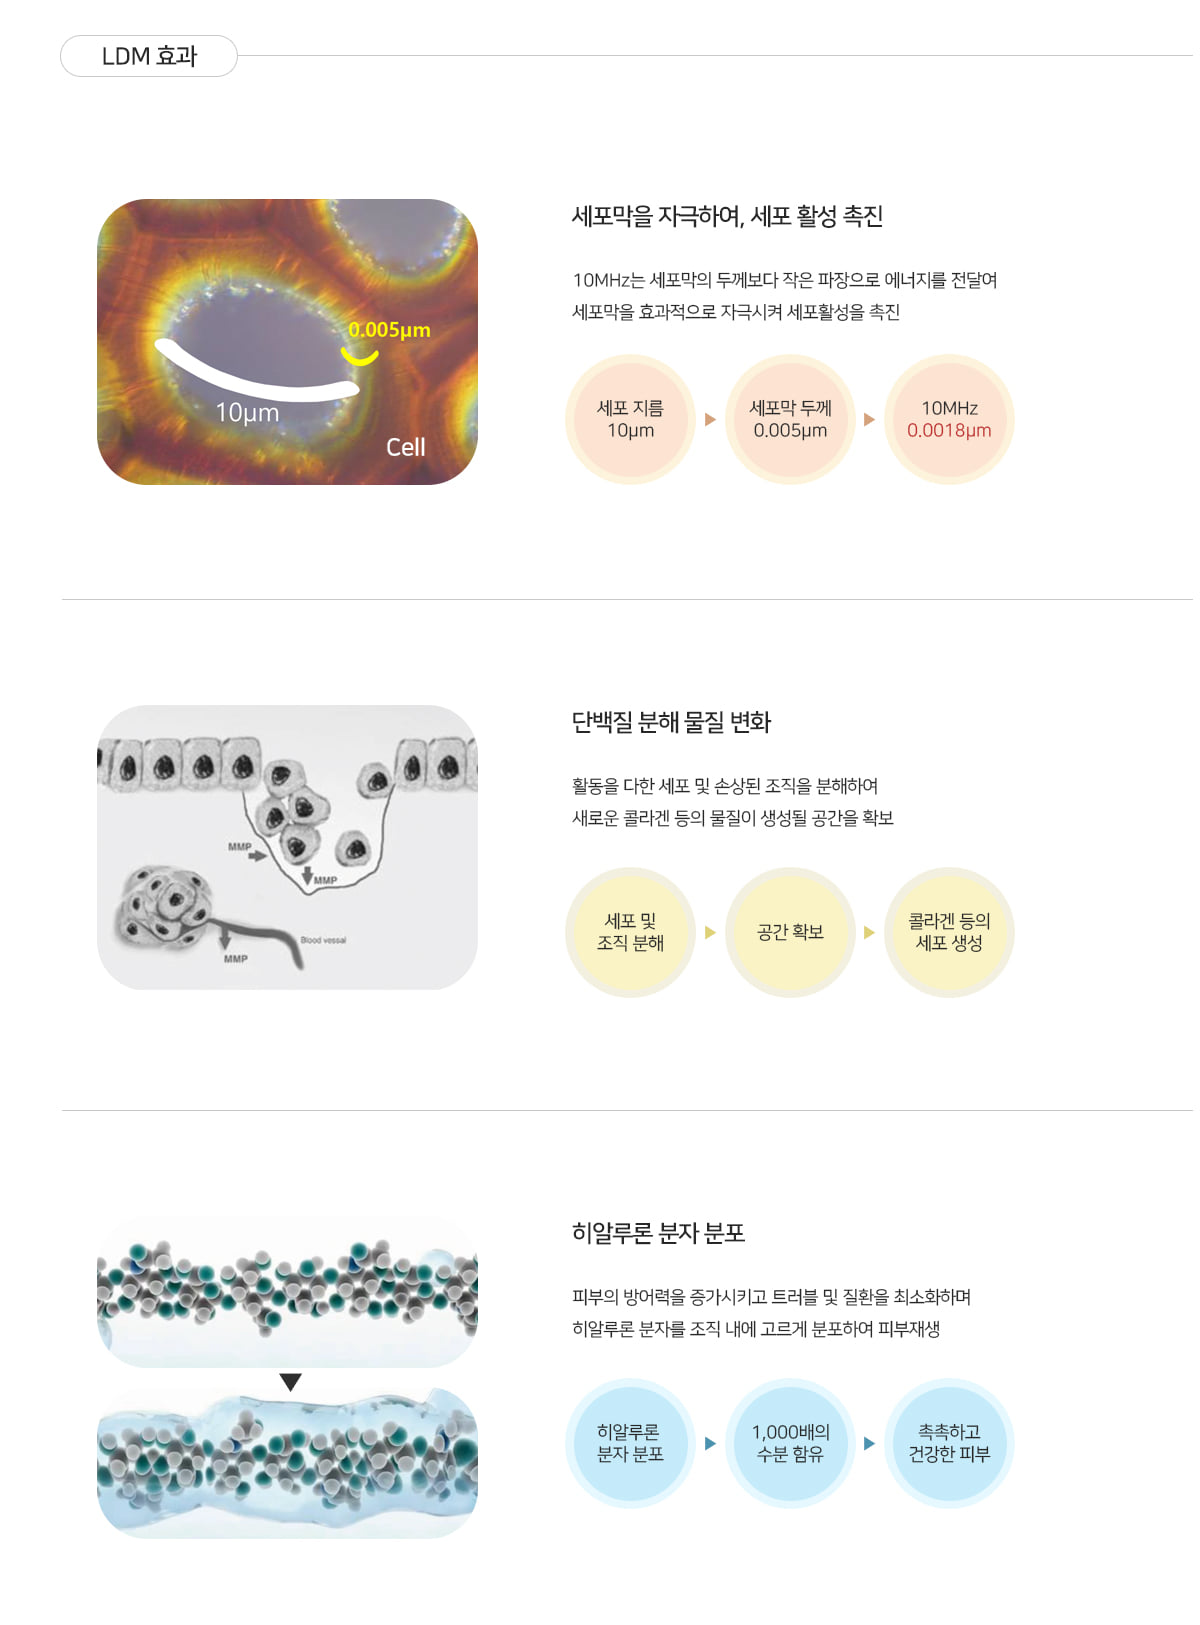 LDM 효과
세포막을 자극하여, 세포 활성 촉진
10MHz는 세포막의 두께보다 작은 파장으로 에너지를 전달여
세포막을 효과적으로 자극시켜 세포활성을 촉진
0.005μm
10μm
Cell
세포 지름
10μm
세포막 두께
0.005μm
10MHz
0.0018μm
단백질 분해 물질 변화
활동을 다한 세포 및 손상된 조직을 분해하여
새로운 콜라겐 등의 물질이 생성될 공간을 확보
MMP
MMP
Blood vessal
MMP
세포 및
조직 분해
공간 확보
콜라겐 등의
세포 생성
히알루론 분자 분포
피부의 방어력을 증가시키고 트러블 및 질환을 최소화하며
히알루론 분자를 조직 내에 고르게 분포하여 피부재생
히알루론
분자 분포
1,000배의
수분 함유
촉촉하고
건강한 피부